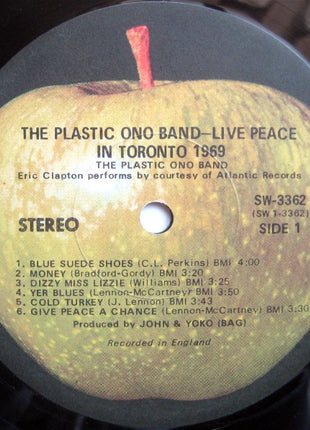 THE PLASTIC ONO BAND—LIVE PEACE
IN TORONTO 1969
THE PLASTIC ONO BAND
Eric Clapton performs by courtesy of Atlantic Records
SW-3362
(SW 1-3362)
STEREO
SIDE 1
1. BLUE SUEDE SHOES (C.L. Perkins) BMI 4:00
2. MONEY (Bradford-Gordy) BMI 3:20
3. DIZZY MISS LIZZIE (Williams) BMI 3:25
4. YER BLUES (Lennon-McCartney) BMI 3:50
5. COLD TURKEY (J. Lennon) BMI 3:43
6. GIVE PEACE A CHANCE (Lennon-McCartney) BMI 3:30
Produced by JOHN & YOKO (BAG)
Recorded in England